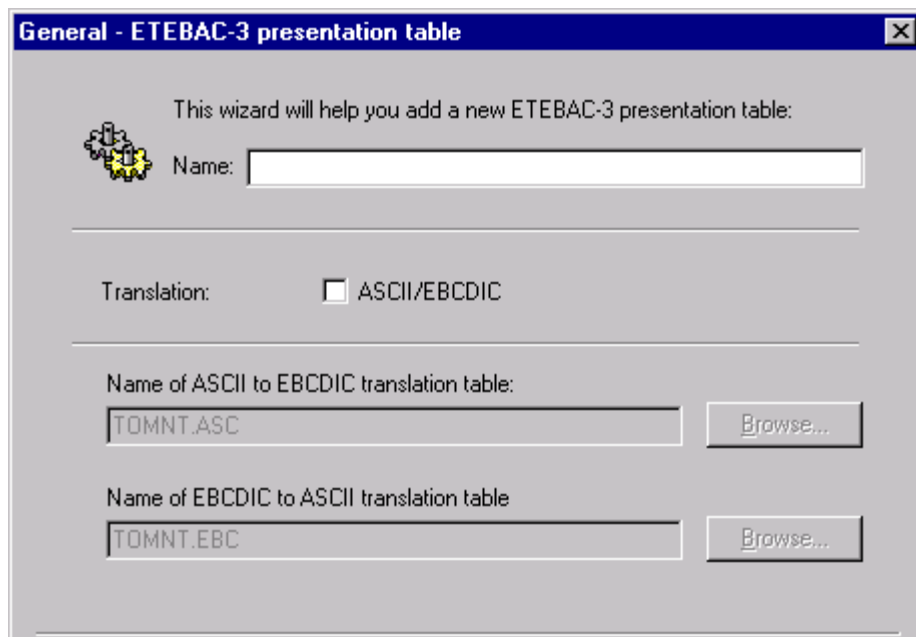 General - ETEBAC-3 presentation table
This wizard will help you add a new ETEBAC-3 presentation table:
Name:
Translation: ASCII/EBCDIC
Name of ASCII to EBCDIC translation table:
TOMNT.ASC Browse...
Name of EBCDIC to ASCII translation table
TOMNT.EBC Browse...